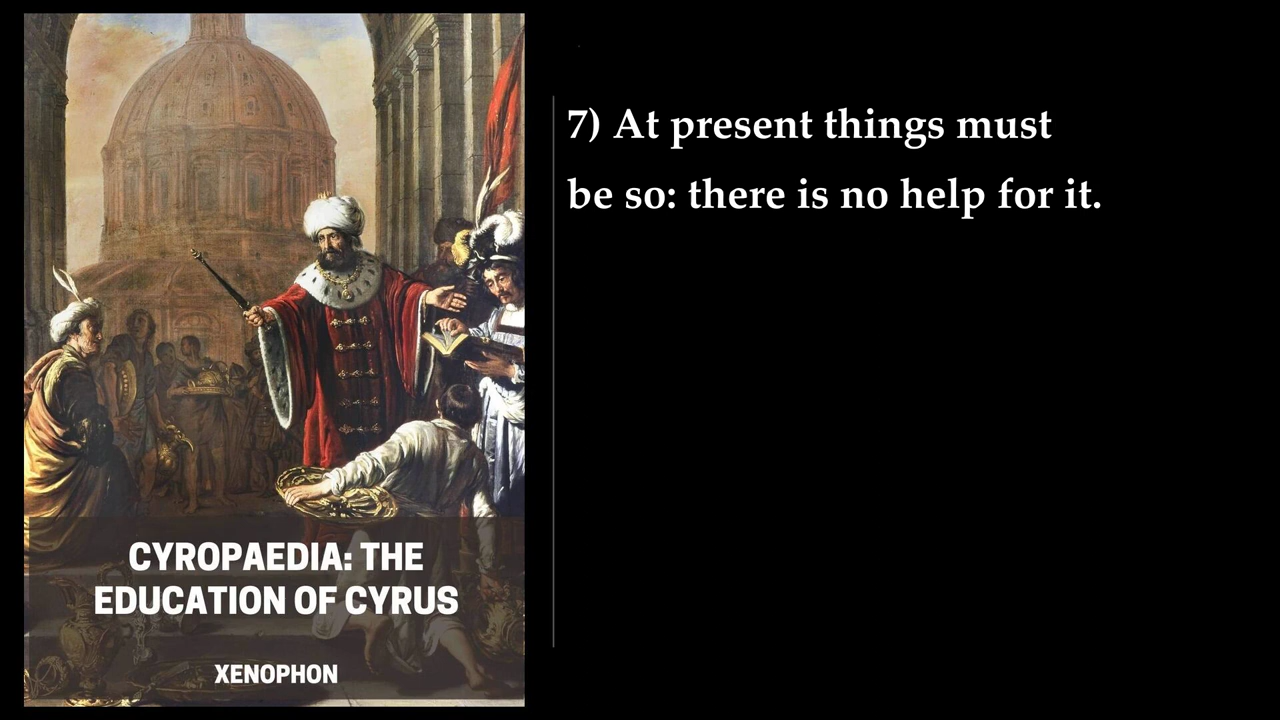 CYROPAEDIA: THE
EDUCATION OF CYRUS
XENOPHON
7) At present things must
be so: there is no help for it.